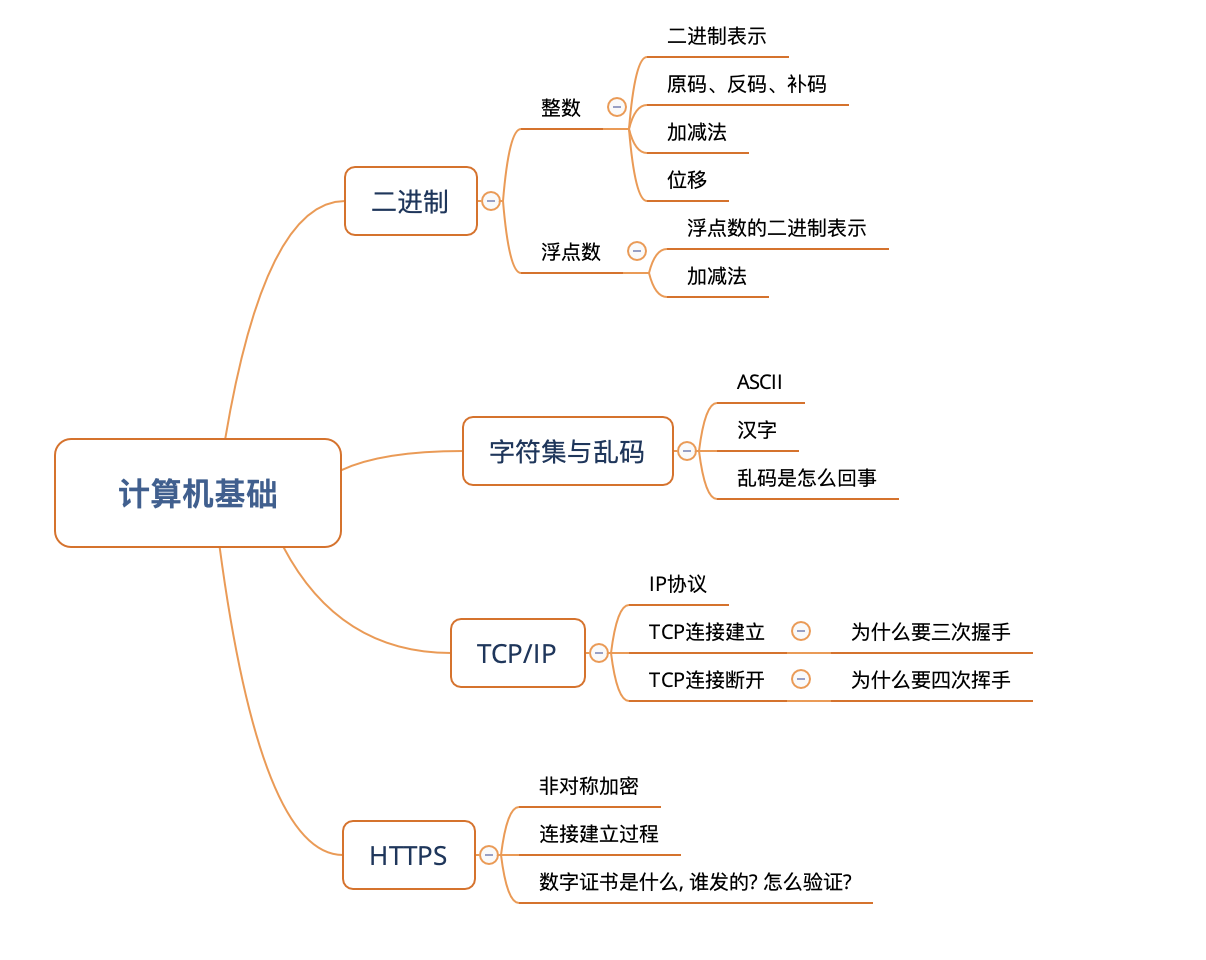 计算机基础
二进制
整数
二进制表示
原码、反码、补码
加减法
位移
浮点数
浮点数的二进制表示
加减法
字符集与乱码
ASCII
汉字
乱码是怎么回事
TCP/IP
IP协议
TCP连接建立
为什么要三次握手
TCP连接断开
为什么要四次挥手
HTTPS
非对称加密
连接建立过程
数字证书是什么, 谁发的? 怎么验证?